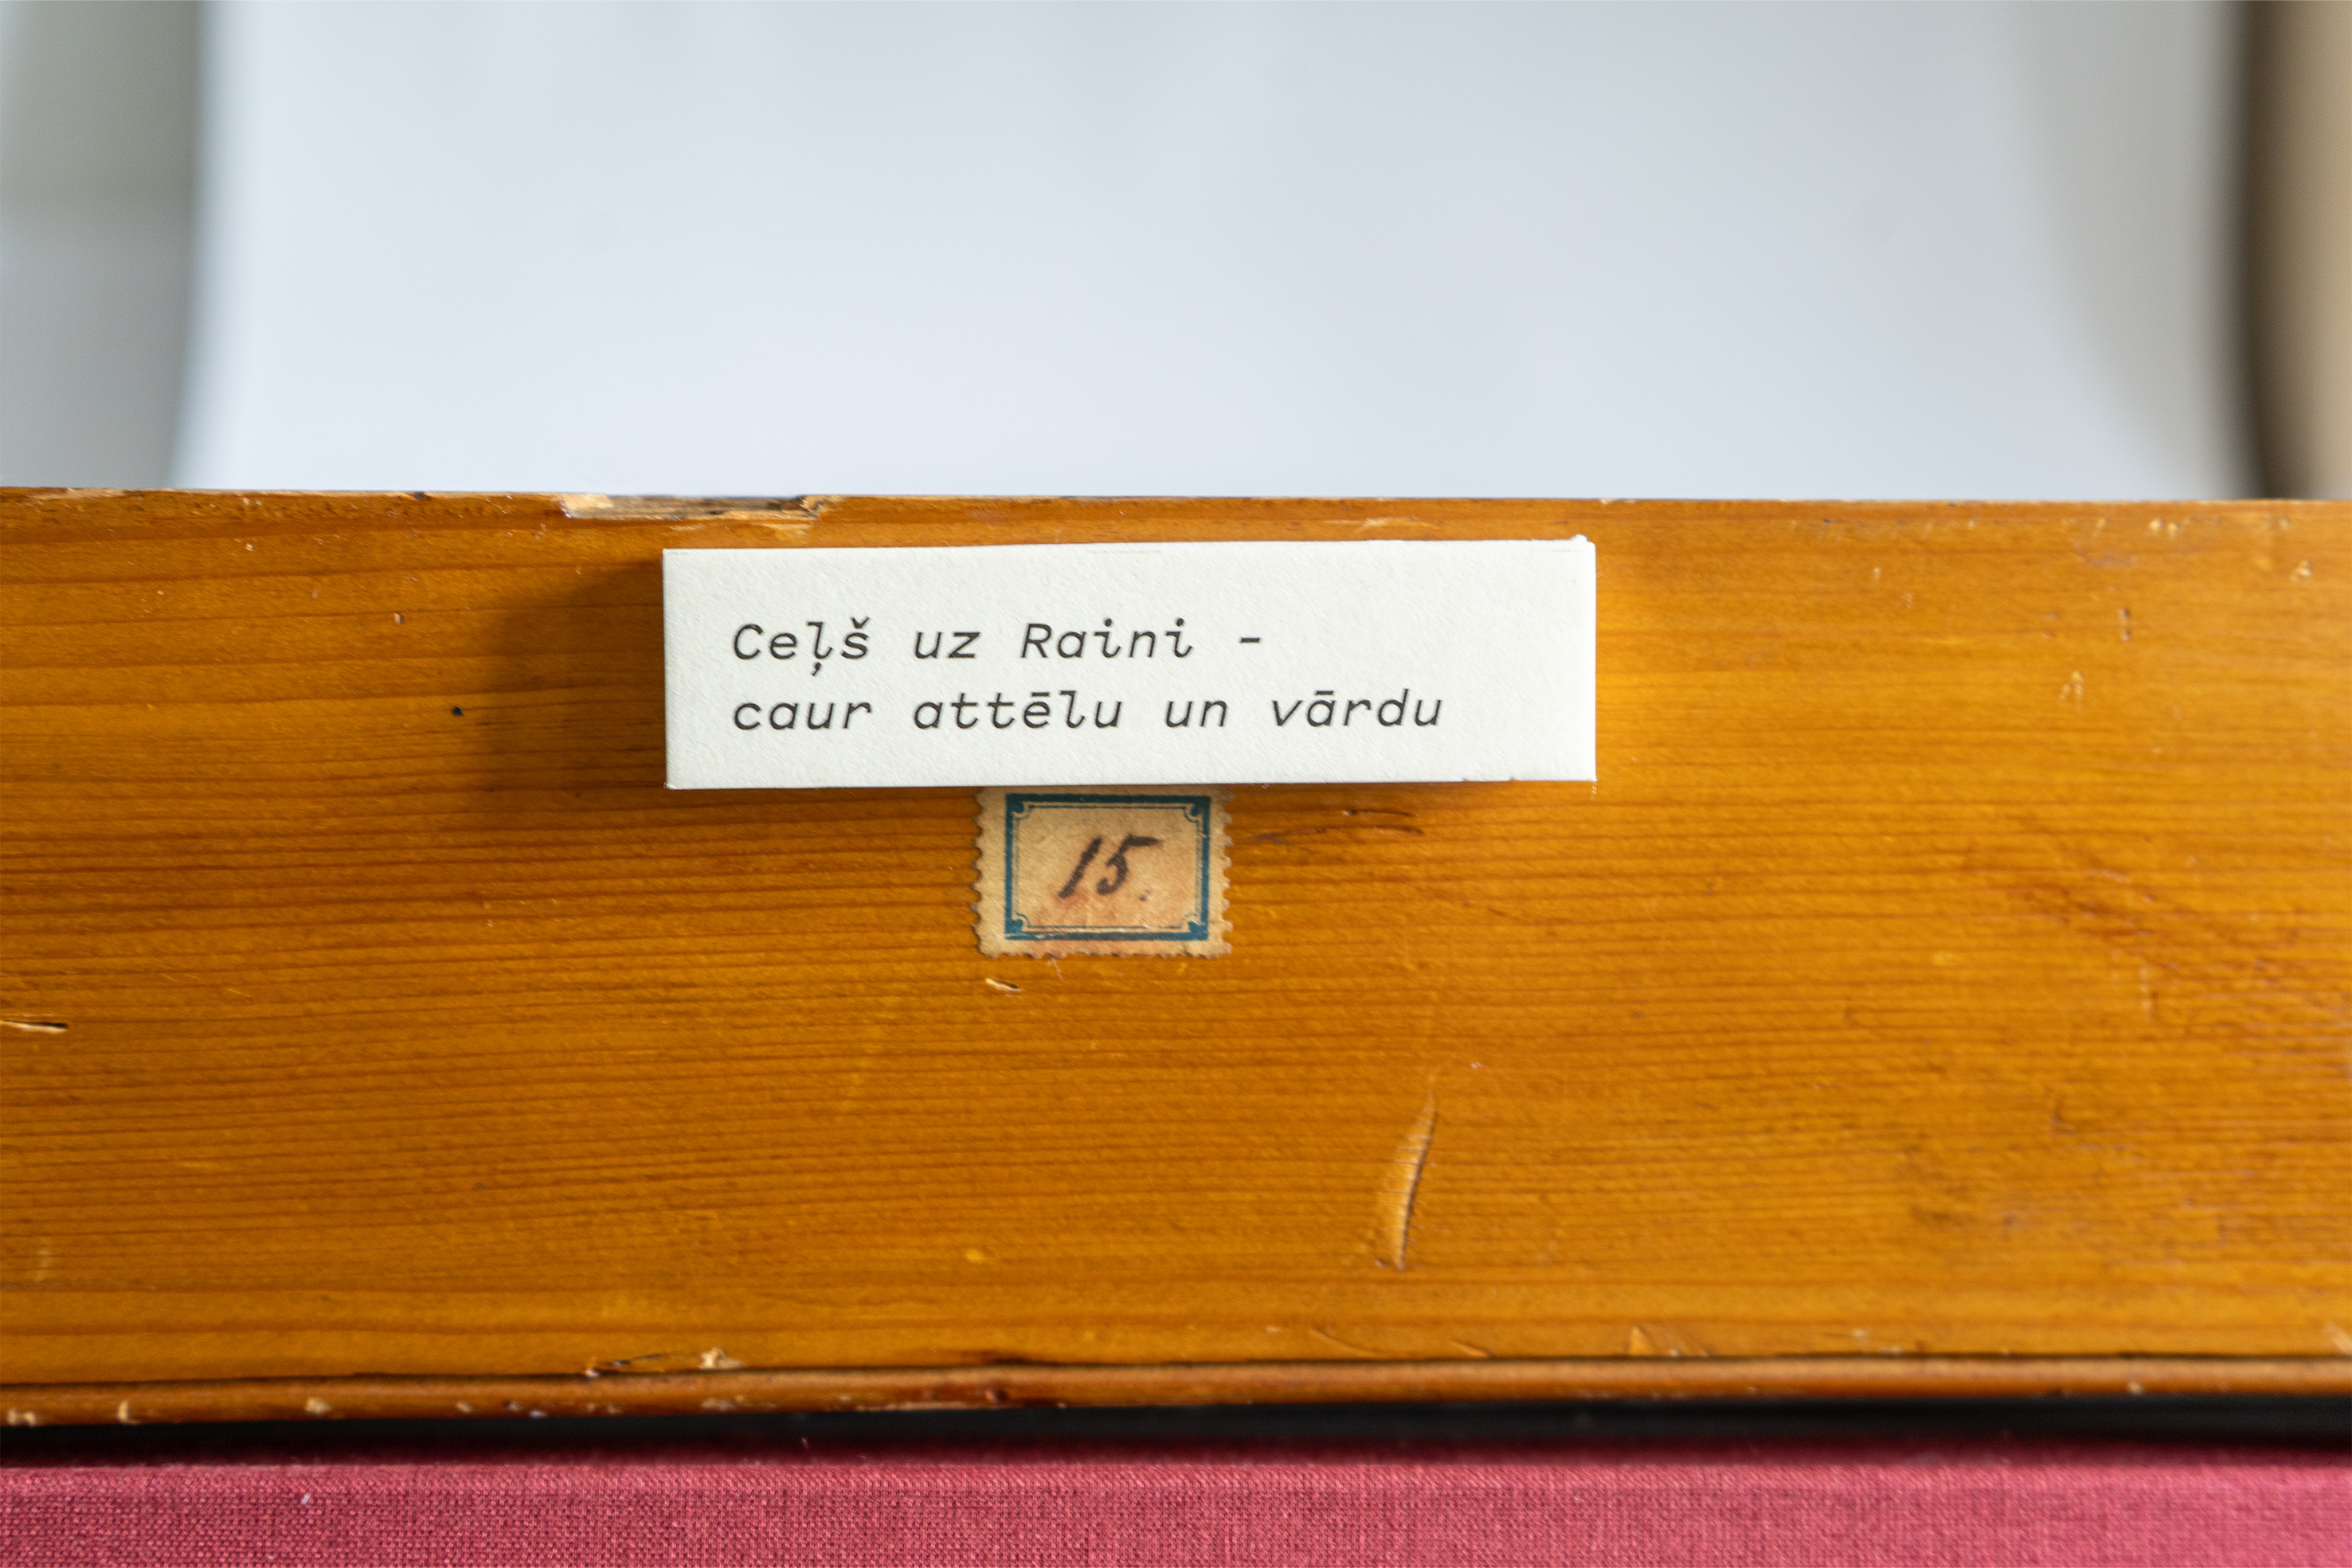 Ceļš uz Raini -
caur attēlu un vārdu
15.